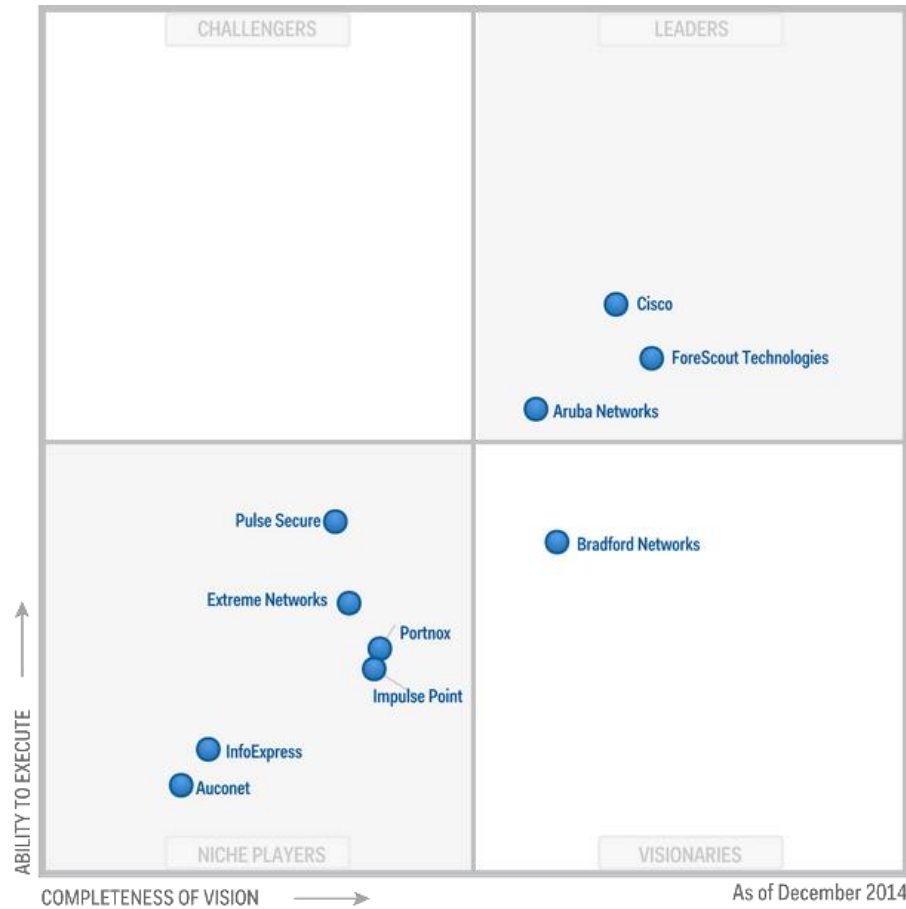 CHALLENGERS
LEADERS
Cisco
ForeScout Technologies
Aruba Networks
Pulse Secure
Bradford Networks
Extreme Networks
Portnox
Impulse Point
InfoExpress
Auconet
NICHE PLAYERS
VISIONARIES
ABILITY TO EXECUTE
COMPLETENESS OF VISION
As of December 2014